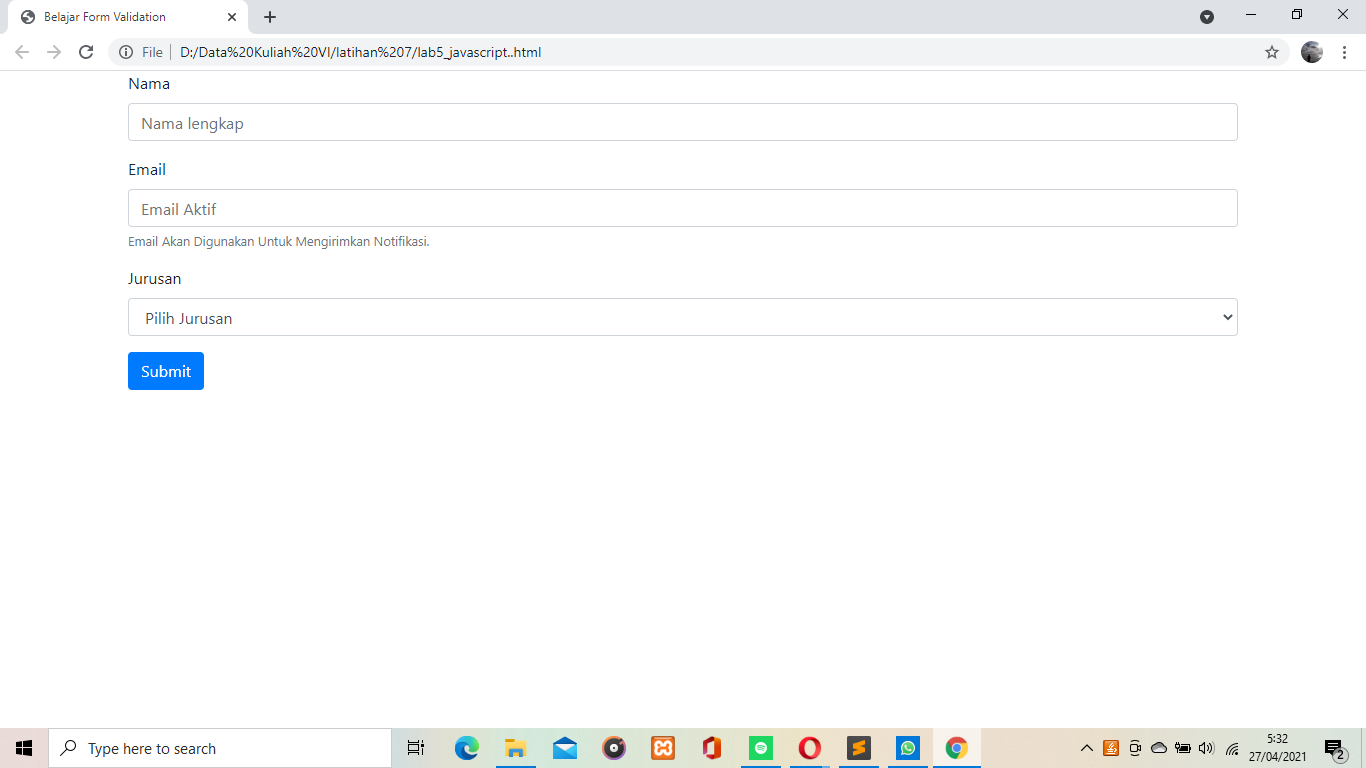 Belajar Form Validation
File D:/Data%20Kuliah%20VI/latihan%207/lab5_javascript..html
Nama
Nama lengkap
Email
Email Aktif
Email Akan Digunakan Untuk Mengirimkan Notifikasi.
Jurusan
Pilih Jurusan
Submit
Type here to search
5:32
27/04/2021
2